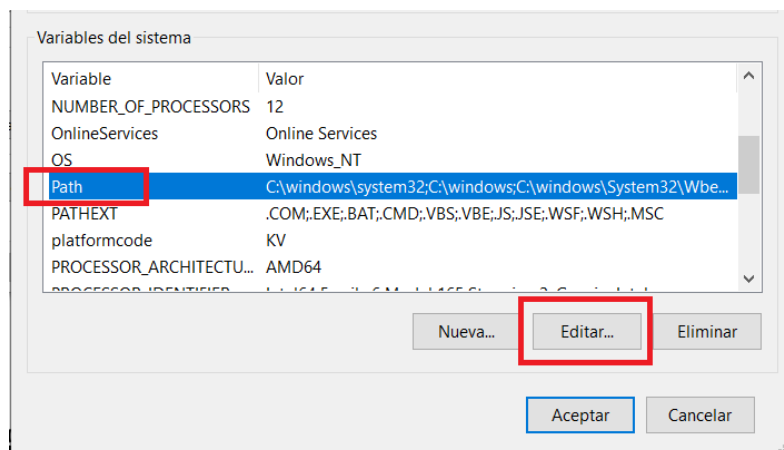 Variables del sistema
Variable Valor
NUMBER_OF_PROCESSORS 12
OnlineServices Online Services
OS Windows_NT
Path C:\windows\system32;C:\windows;C:\windows\System32\Wbe...
PATHEXT .COM;.EXE;.BAT;.CMD;.VBS;.VBE;.JS;.JSE;.WSF;.WSH;.MSC
platformcode KV
PROCESSOR_ARCHITECTU... AMD64
Nueva... Editar... Eliminar
Aceptar Cancelar